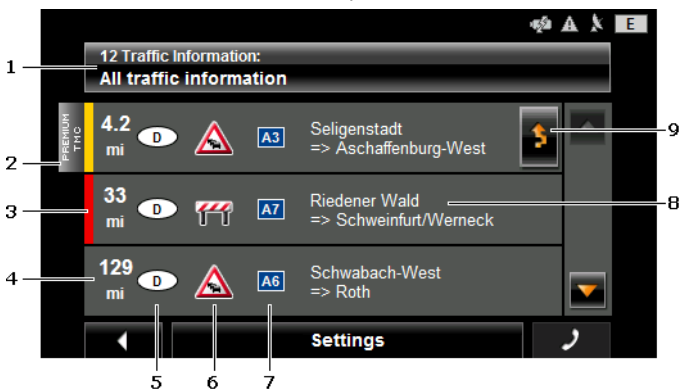 E
12 Traffic Information:
All traffic information
1
PREMIUM
TMC
2
4.2
mi
D
A3
Seligenstadt
=> Aschaffenburg-West
9
3
33
mi
D
A7
Riedener Wald
=> Schweinfurt/Werneck
8
4
129
mi
D
A6
Schwabach-West
=> Roth
Settings
5 6 7